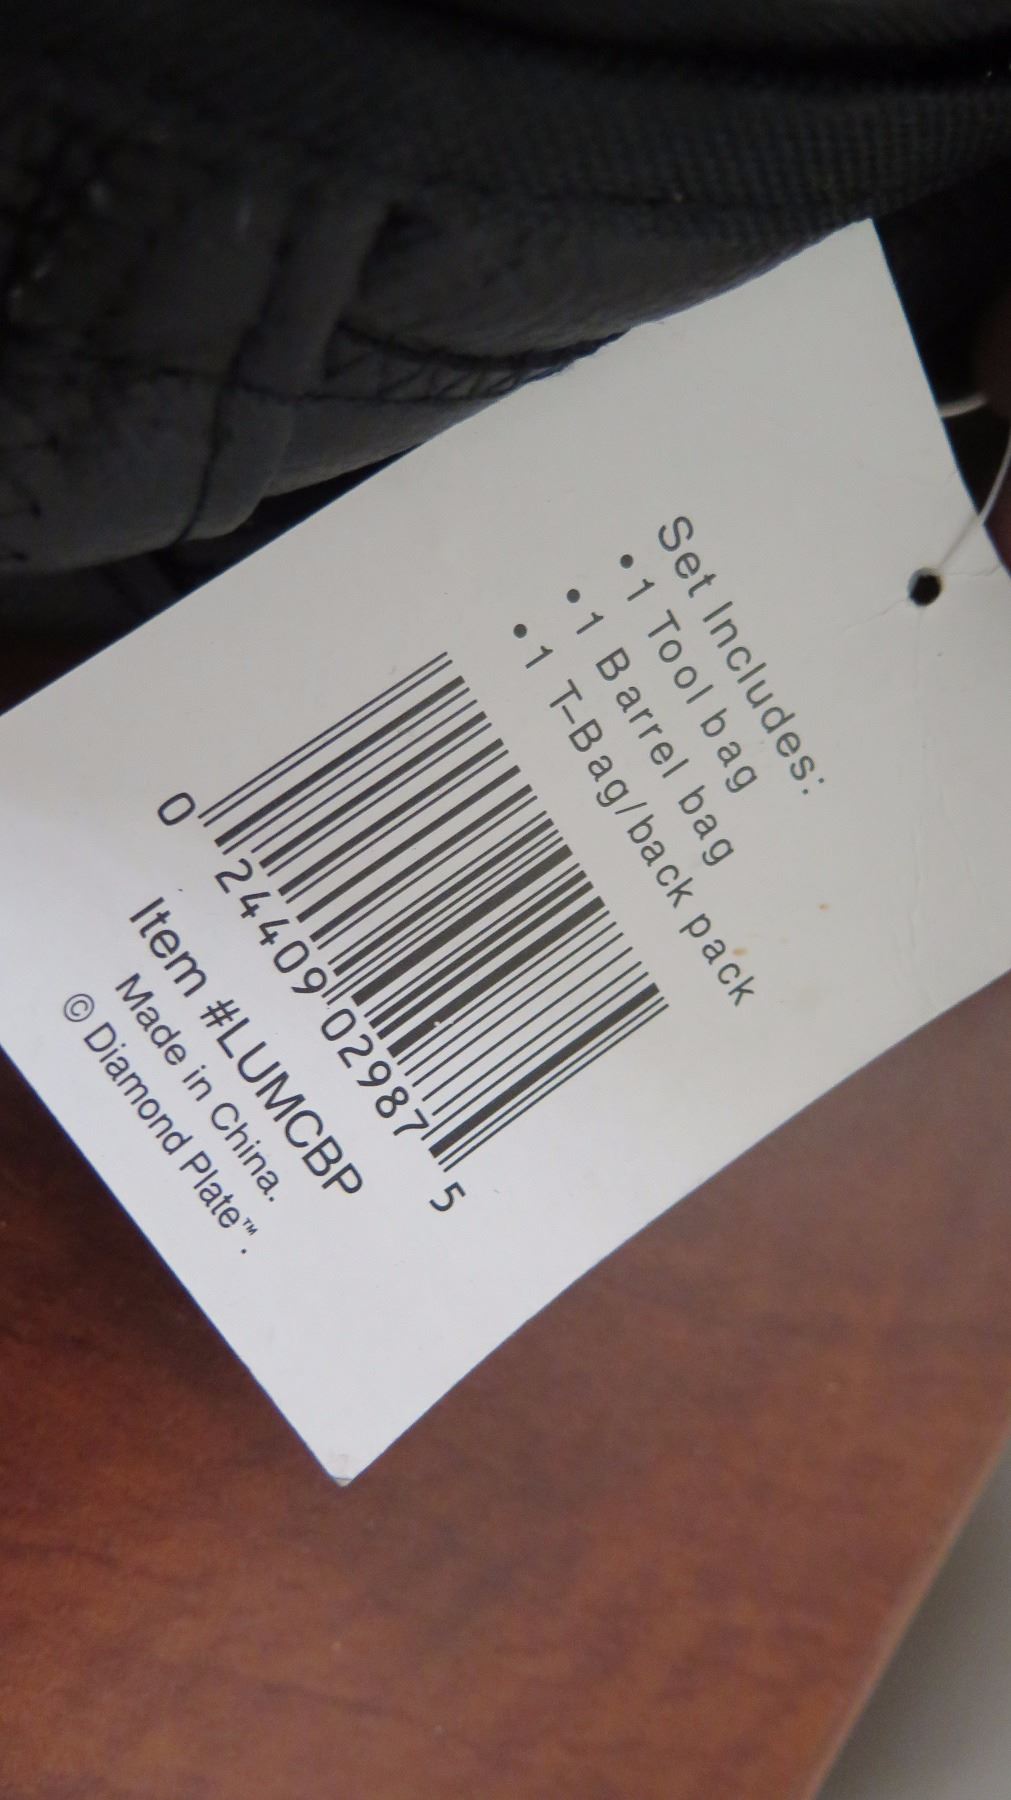 Set Includes:
•1 Tool bag
•1 Barrel bag
•1 T-Bag/back pack
0 24409 02987 5
Item #LUMCBP
Made in China.
© Diamond Plate™.